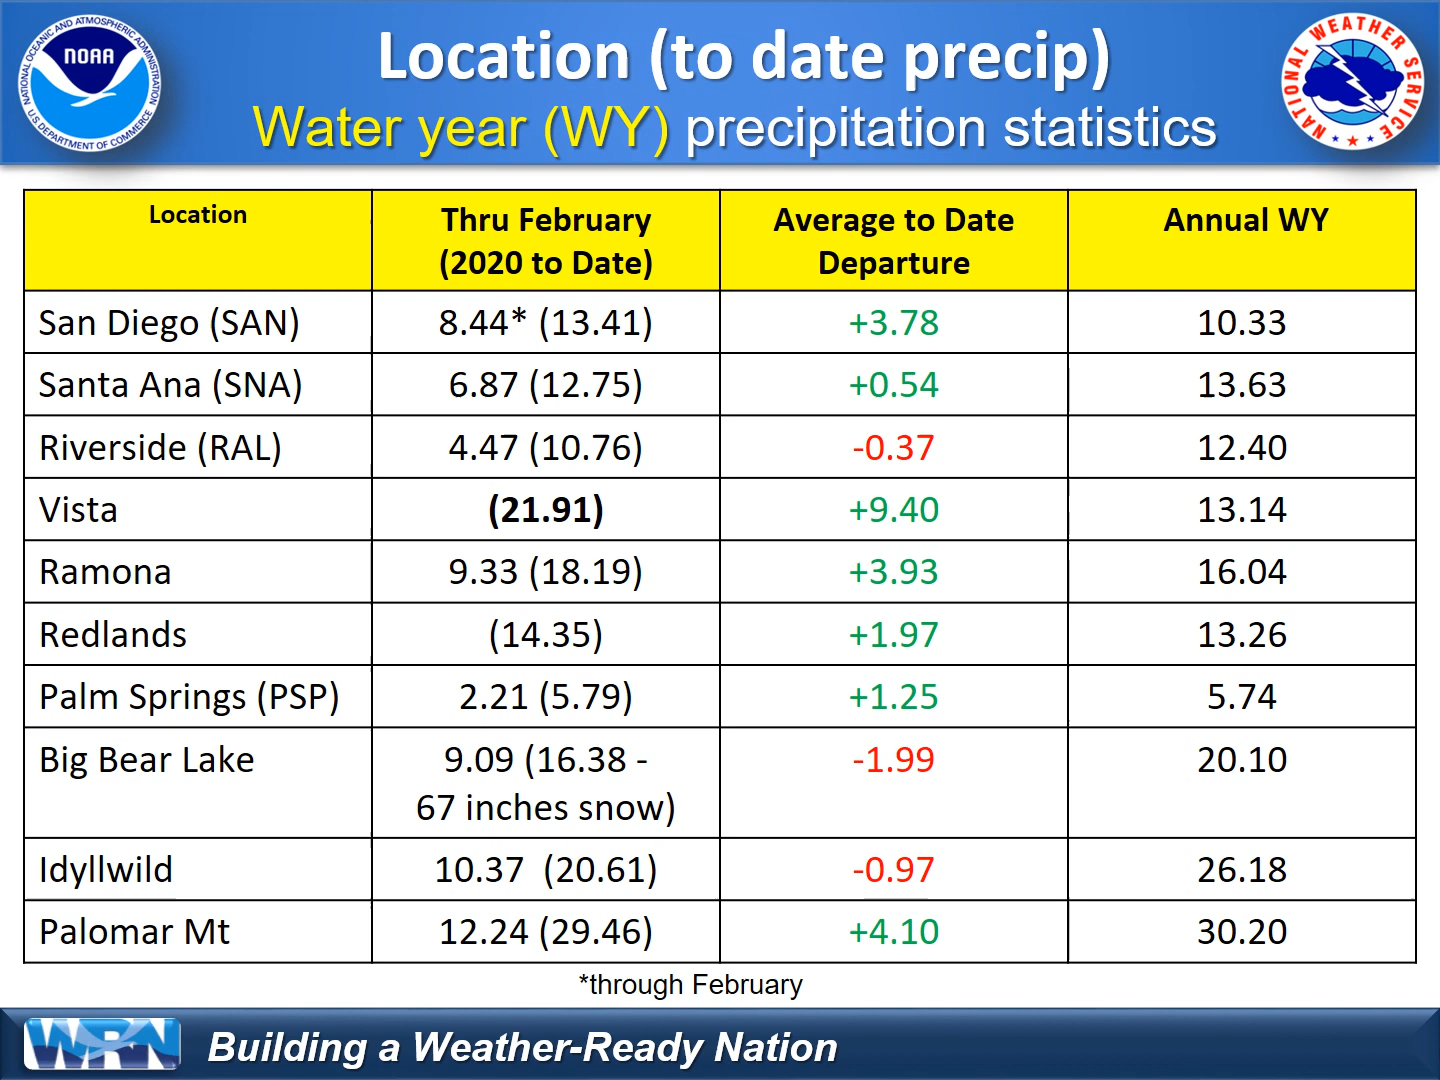 NATIONAL OCEANIC AND ATMOSPHERIC ADMINISTRATION
NOAA
U.S. DEPARTMENT OF COMMERCE
Location (to date precip)
Water year (WY) precipitation statistics
NATIONAL WEATHER SERVICE
Location Thru February (2020 to Date) Average to Date Departure Annual WY
San Diego (SAN) 8.44* (13.41) +3.78 10.33
Santa Ana (SNA) 6.87 (12.75) +0.54 13.63
Riverside (RAL) 4.47 (10.76) -0.37 12.40
Vista (21.91) +9.40 13.14
Ramona 9.33 (18.19) +3.93 16.04
Redlands (14.35) +1.97 13.26
Palm Springs (PSP) 2.21 (5.79) +1.25 5.74
Big Bear Lake 9.09 (16.38 - 67 inches snow) -1.99 20.10
Idyllwild 10.37 (20.61) -0.97 26.18
Palomar Mt 12.24 (29.46) +4.10 30.20
*through February
WRN
Building a Weather-Ready Nation